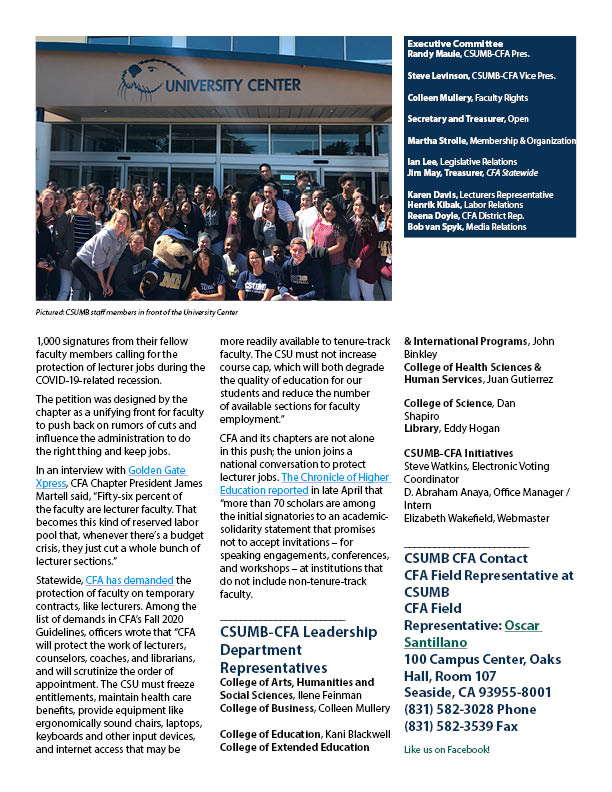 UNIVERSITY CENTER
CSUMB
Pictured: CSUMB staff members in front of the University Center
Executive Committee
Randy Maule, CSUMB-CFA Pres.
Steve Levinson, CSUMB-CFA Vice Pres.
Colleen Mullery, Faculty Rights
Secretary and Treasurer, Open
Martha Strolle, Membership & Organization
Ian Lee, Legislative Relations
Jim May, Treasurer, CFA Statewide
Karen Davis, Lecturers Representative
Henrik Kibak, Labor Relations
Reena Doyle, CFA District Rep.
Bob van Spyk, Media Relations
1,000 signatures from their fellow
faculty members calling for the
protection of lecturer jobs during the
COVID-19-related recession.
The petition was designed by the
chapter as a unifying front for faculty
to push back on rumors of cuts and
influence the administration to do
the right thing and keep jobs.
In an interview with Golden Gate
Xpress, CFA Chapter President James
Martell said, "Fifty-six percent of
the faculty are lecturer faculty. That
becomes this kind of reserved labor
pool that, whenever there's a budget
crisis, they just cut a whole bunch of
lecturer sections."
Statewide, CFA has demanded the
protection of faculty on temporary
contracts, like lecturers. Among the
list of demands in CFA's Fall 2020
Guidelines, officers wrote that "CFA
will protect the work of lecturers,
counselors, coaches, and librarians,
and will scrutinize the order of
appointment. The CSU must freeze
entitlements, maintain health care
benefits, provide equipment like
ergonomically sound chairs, laptops,
keyboards and other input devices,
and internet access that may be
more readily available to tenure-track
faculty. The CSU must not increase
course cap, which will both degrade
the quality of education for our
students and reduce the number
of available sections for faculty
employment."
CFA and its chapters are not alone
in this push; the union joins a
national conversation to protect
lecturer jobs. The Chronicle of Higher
Education reported in late April that
"more than 70 scholars are among
the initial signatories to an academic-
solidarity statement that promises
not to accept invitations – for
speaking engagements, conferences,
and workshops – at institutions that
do not include non-tenure-track
faculty.
CSUMB-CFA Leadership
Department
Representatives
College of Arts, Humanities and
Social Sciences, Ilene Feinman
College of Business, Colleen Mullery
College of Education, Kani Blackwell
College of Extended Education
& International Programs, John
Binkley
College of Health Sciences &
Human Services, Juan Gutierrez
College of Science, Dan
Shapiro
Library, Eddy Hogan
CSUMB-CFA Initiatives
Steve Watkins, Electronic Voting
Coordinator
D. Abraham Anaya, Office Manager /
Intern
Elizabeth Wakefield, Webmaster
CSUMB CFA Contact
CFA Field Representative at
CSUMB
CFA Field
Representative: Oscar
Santillano
100 Campus Center, Oaks
Hall, Room 107
Seaside, CA 93955-8001
(831) 582-3028 Phone
(831) 582-3539 Fax
Like us on Facebook!